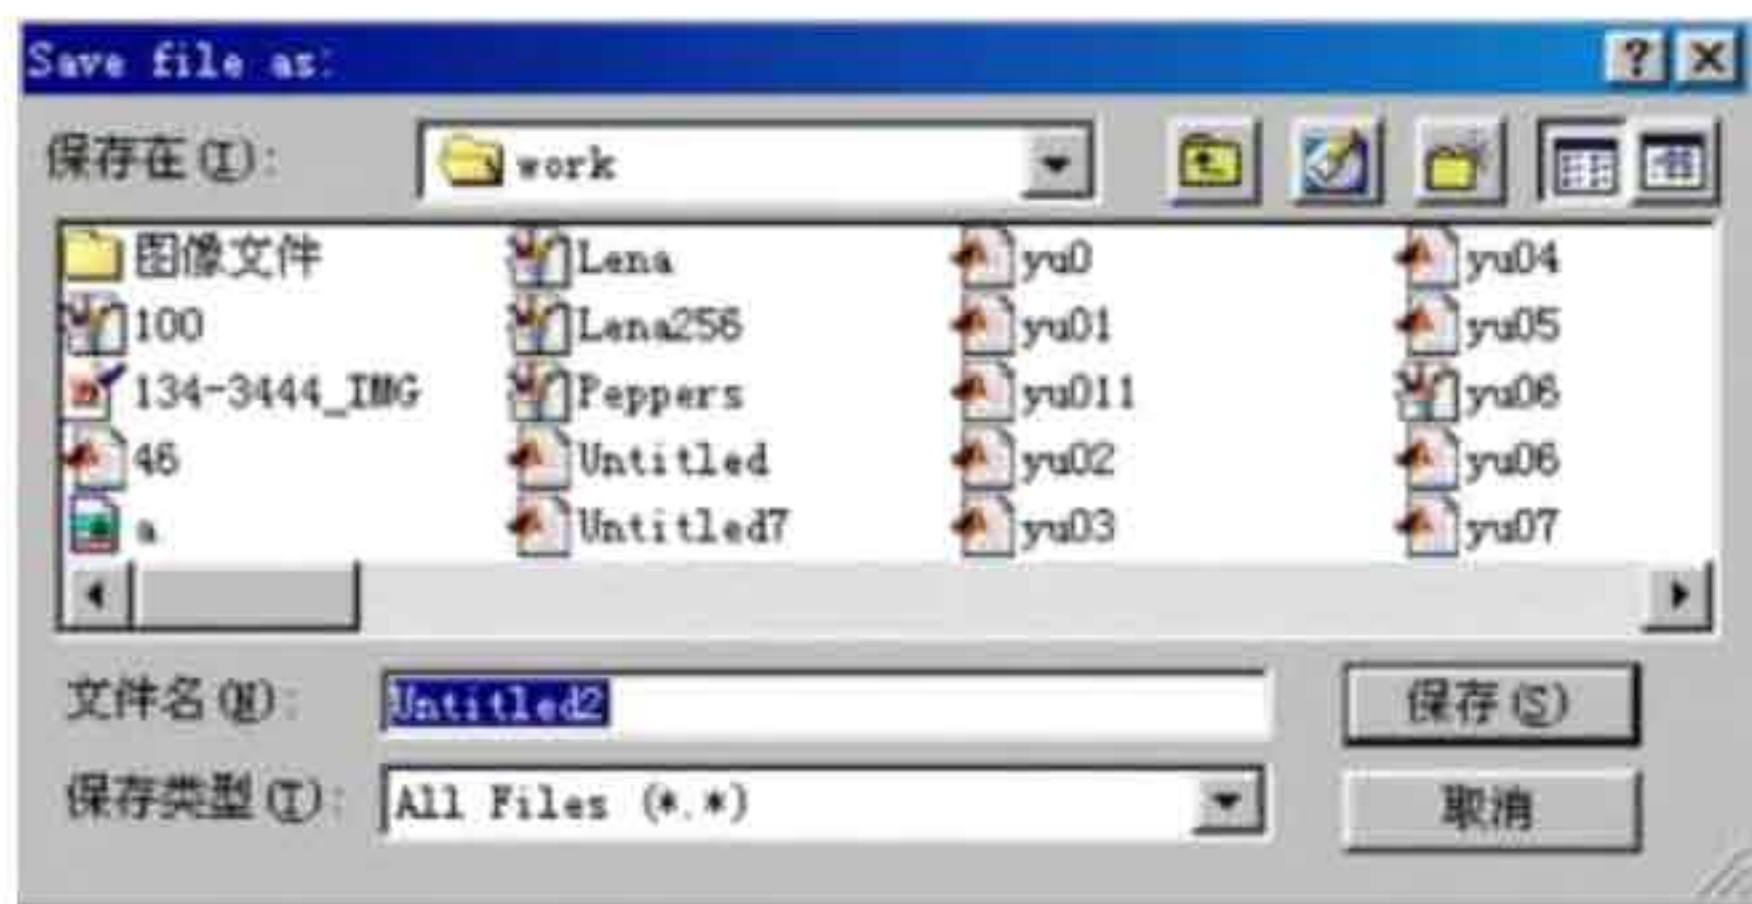 Save file as:
保存在(I): work
图像文件 Lena yu0 yu04
100 Lena256 yu01 yu05
134-3444_IMG Peppers yu011 yu06
46 Untitled yu02 yu06
a Untitled7 yu03 yu07
文件名(N): Untitled2 保存(S)
保存类型(T): All Files (*.*) 取消